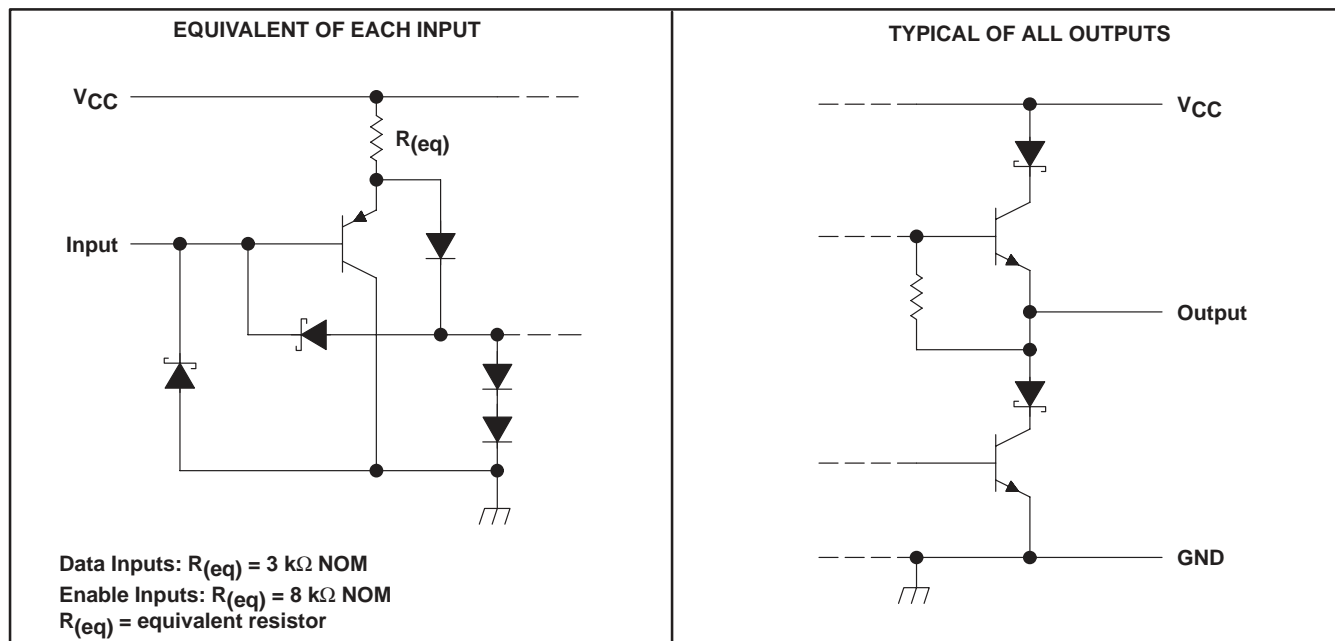 EQUIVALENT OF EACH INPUT
VCC
R(eq)
Input
Data Inputs: R(eq) = 3 kΩ NOM
Enable Inputs: R(eq) = 8 kΩ NOM
R(eq) = equivalent resistor
TYPICAL OF ALL OUTPUTS
VCC
Output
GND